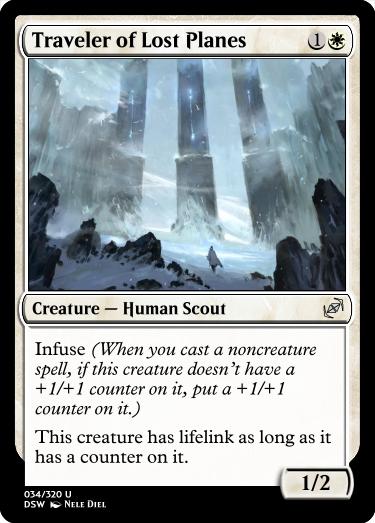 Traveler of Lost Planes 1
Creature — Human Scout
Infuse (When you cast a noncreature
spell, if this creature doesn't have a
+1/+1 counter on it, put a +1/+1
counter on it.)
This creature has lifelink as long as it
has a counter on it.
1/2
034/320 U
DSW Nele Diel